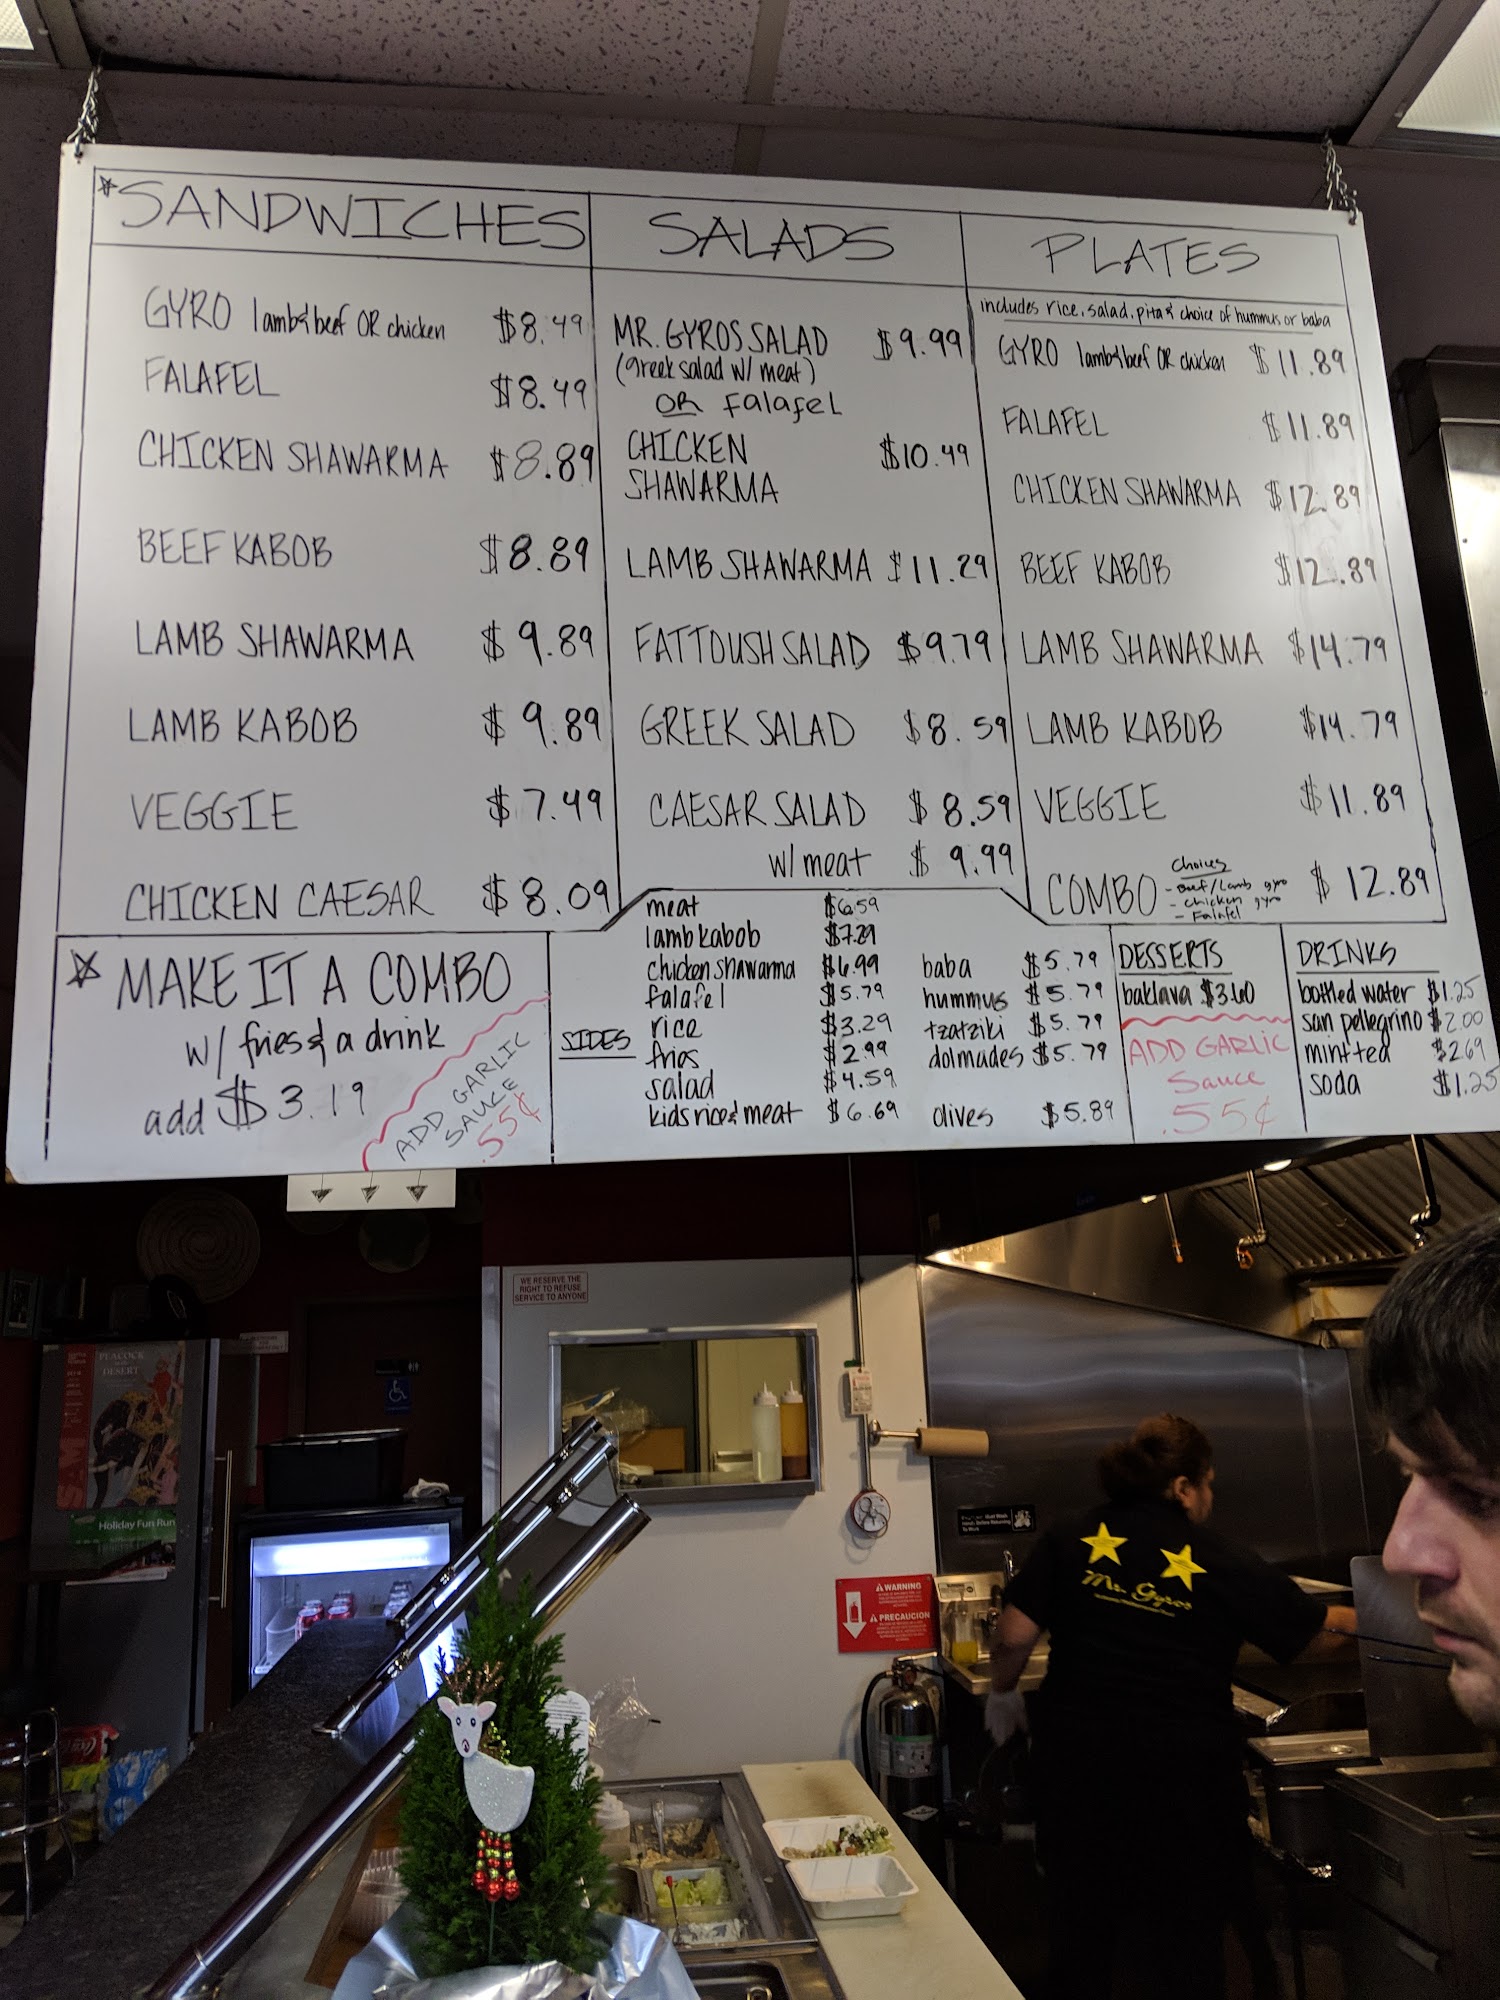 *SANDWICHES
GYRO lamb&beef OR chicken $8.49
FALAFEL $8.49
CHICKEN SHAWARMA $8.89
BEEF KABOB $8.89
LAMB SHAWARMA $9.89
LAMB KABOB $9.89
VEGGIE $7.49
CHICKEN CAESAR $8.09
SALADS
MR. GYROS SALAD $9.99
(greek salad w/ meat)
OR falafel
CHICKEN $10.49
SHAWARMA
LAMB SHAWARMA $11.29
FATTOUSH SALAD $9.79
GREEK SALAD $8.59
CAESAR SALAD $8.59
w/ meat $9.99
PLATES
includes rice, salad, pita & choice of hummus or baba
GYRO lamb&beef OR chicken $11.89
FALAFEL $11.89
CHICKEN SHAWARMA $12.89
BEEF KABOB $12.89
LAMB SHAWARMA $14.79
LAMB KABOB $14.79
VEGGIE $11.89
COMBO $12.89
choices
- Beef/Lamb gyro
- chicken gyro
- Falafel
* MAKE IT A COMBO
w/ fries & a drink
add $3.19
ADD GARLIC
SAUCE
.55¢
SIDES
meat $6.59
lamb kabob $7.29
chicken shawarma $6.99
falafel $5.79
rice $3.29
fries $2.99
salad $4.59
kids rice & meat $6.69
baba $5.79
hummus $5.79
tzatziki $5.79
dolmades $5.79
olives $5.89
DESSERTS
baklava $3.60
ADD GARLIC
Sauce
.55¢
DRINKS
bottled water $1.25
san pellegrino $2.00
mint tea $2.69
soda $1.25
WE RESERVE THE
RIGHT TO REFUSE
SERVICE TO ANYONE
PEACOCK
in the
DESERT
SAM
Holiday Fun Run
WARNING
PRECAUCION
Mr. Gyros